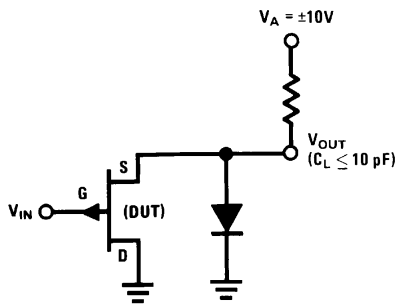 V_A = ±10V
V_OUT
(C_L ≤ 10 pF)
S
G
V_IN
(DUT)
D